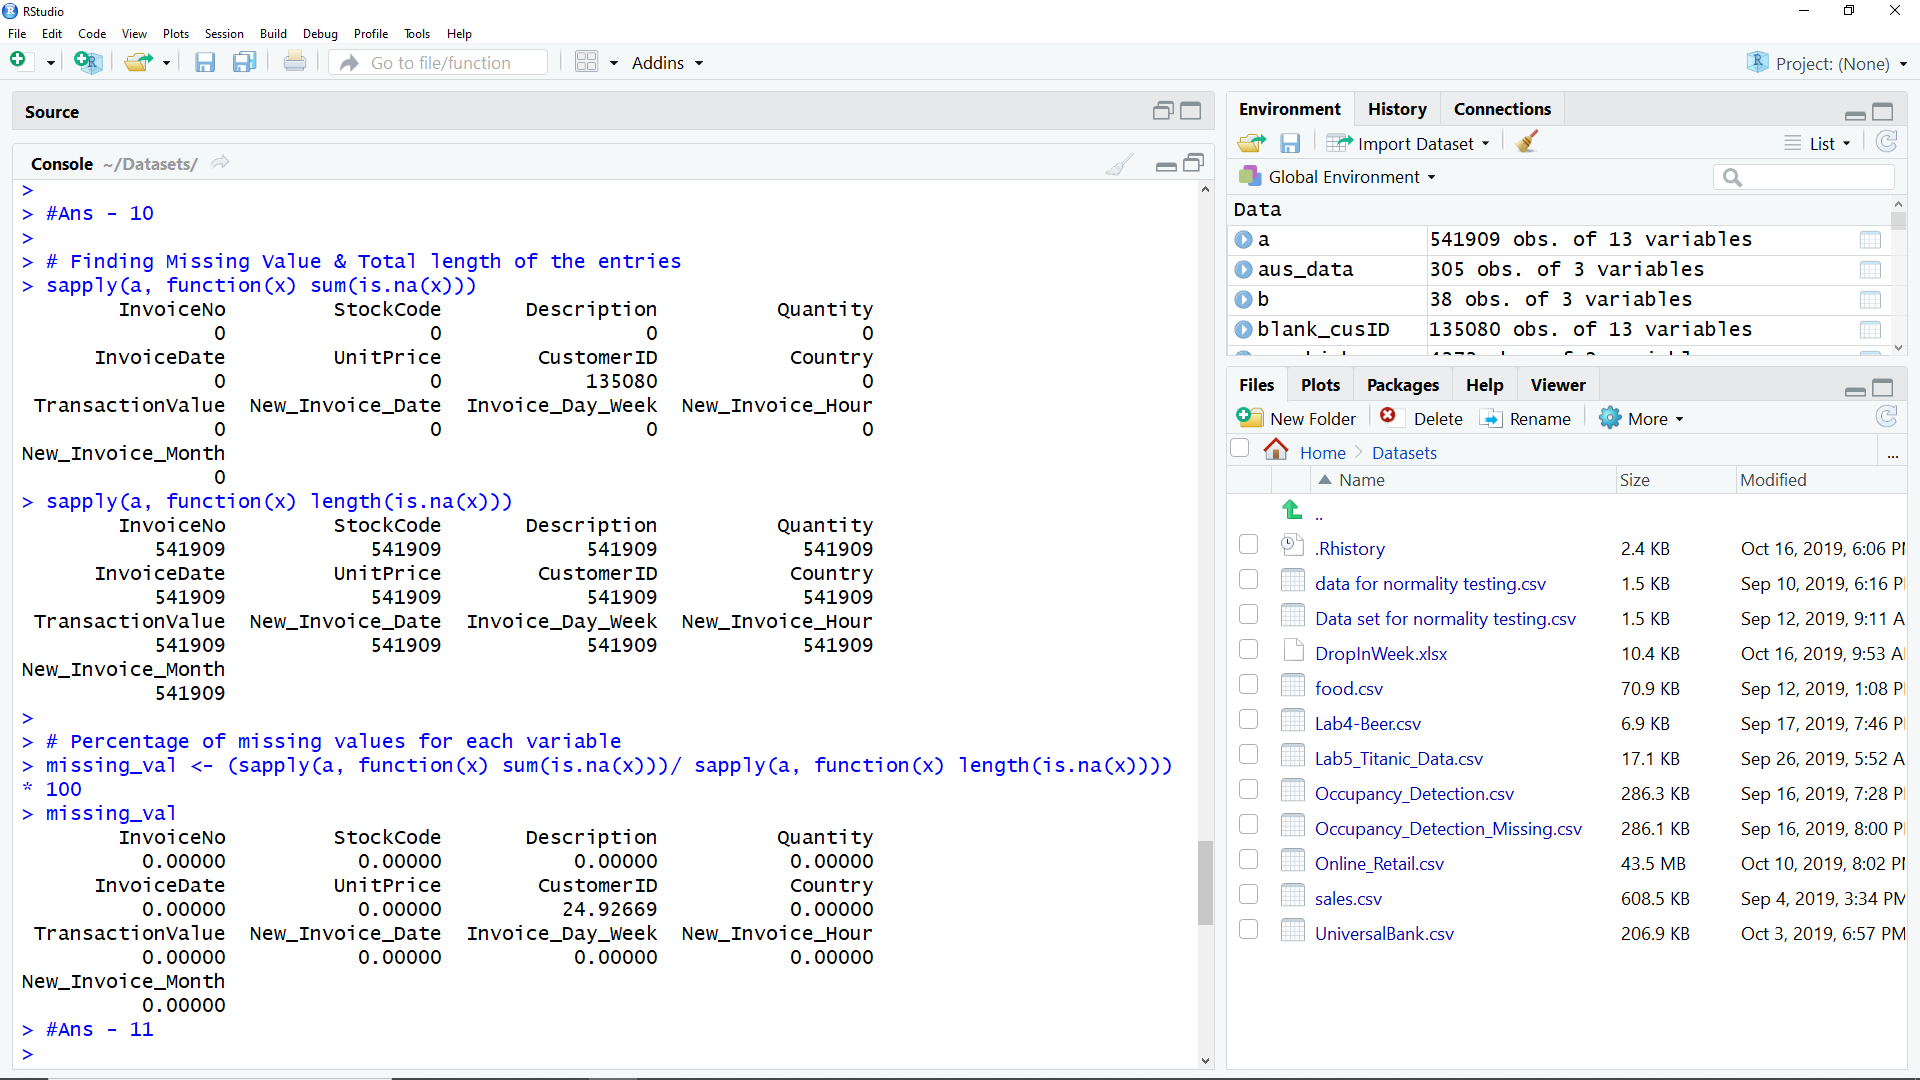 RStudio
File Edit Code View Plots Session Build Debug Profile Tools Help
Go to file/function Addins Project: (None)
Source
Console ~/Datasets/
>
> #Ans - 10
>
> # Finding Missing Value & Total length of the entries
> sapply(a, function(x) sum(is.na(x)))
InvoiceNo StockCode Description Quantity
0 0 0 0
InvoiceDate UnitPrice CustomerID Country
0 0 135080 0
TransactionValue New_Invoice_Date Invoice_Day_Week New_Invoice_Hour
0 0 0 0
New_Invoice_Month
0
> sapply(a, function(x) length(is.na(x)))
InvoiceNo StockCode Description Quantity
541909 541909 541909 541909
InvoiceDate UnitPrice CustomerID Country
541909 541909 541909 541909
TransactionValue New_Invoice_Date Invoice_Day_Week New_Invoice_Hour
541909 541909 541909 541909
New_Invoice_Month
541909
>
> # Percentage of missing values for each variable
> missing_val <- (sapply(a, function(x) sum(is.na(x)))/ sapply(a, function(x) length(is.na(x))))
* 100
> missing_val
InvoiceNo StockCode Description Quantity
0.00000 0.00000 0.00000 0.00000
InvoiceDate UnitPrice CustomerID Country
0.00000 0.00000 24.92669 0.00000
TransactionValue New_Invoice_Date Invoice_Day_Week New_Invoice_Hour
0.00000 0.00000 0.00000 0.00000
New_Invoice_Month
0.00000
> #Ans - 11
>
Environment History Connections
Import Dataset List
Global Environment
Data
a 541909 obs. of 13 variables
aus_data 305 obs. of 3 variables
b 38 obs. of 3 variables
blank_cusID 135080 obs. of 13 variables
Files Plots Packages Help Viewer
New Folder Delete Rename More
Home Datasets ...
Name Size Modified
..
.Rhistory 2.4 KB Oct 16, 2019, 6:06 PM
data for normality testing.csv 1.5 KB Sep 10, 2019, 6:16 P
Data set for normality testing.csv 1.5 KB Sep 12, 2019, 9:11 A
DropInWeek.xlsx 10.4 KB Oct 16, 2019, 9:53 A
food.csv 70.9 KB Sep 12, 2019, 1:08 P
Lab4-Beer.csv 6.9 KB Sep 17, 2019, 7:46 P
Lab5_Titanic_Data.csv 17.1 KB Sep 26, 2019, 5:52 A
Occupancy_Detection.csv 286.3 KB Sep 16, 2019, 7:28 P
Occupancy_Detection_Missing.csv 286.1 KB Sep 16, 2019, 8:00 P
Online_Retail.csv 43.5 MB Oct 10, 2019, 8:02 P
sales.csv 608.5 KB Sep 4, 2019, 3:34 PM
UniversalBank.csv 206.9 KB Oct 3, 2019, 6:57 PM